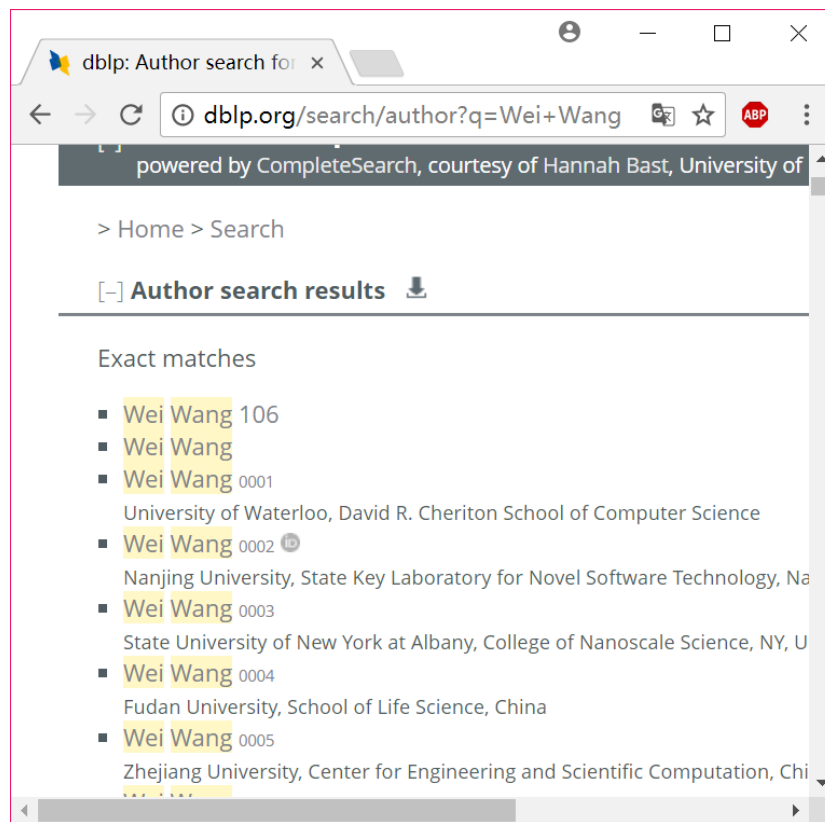 dblp: Author search for
dblp.org/search/author?q=Wei+Wang
ABP
powered by CompleteSearch, courtesy of Hannah Bast, University of
> Home > Search
[−] Author search results
Exact matches
Wei Wang 106
Wei Wang
Wei Wang 0001
University of Waterloo, David R. Cheriton School of Computer Science
Wei Wang 0002 iD
Nanjing University, State Key Laboratory for Novel Software Technology, Na
Wei Wang 0003
State University of New York at Albany, College of Nanoscale Science, NY, U
Wei Wang 0004
Fudan University, School of Life Science, China
Wei Wang 0005
Zhejiang University, Center for Engineering and Scientific Computation, Chi